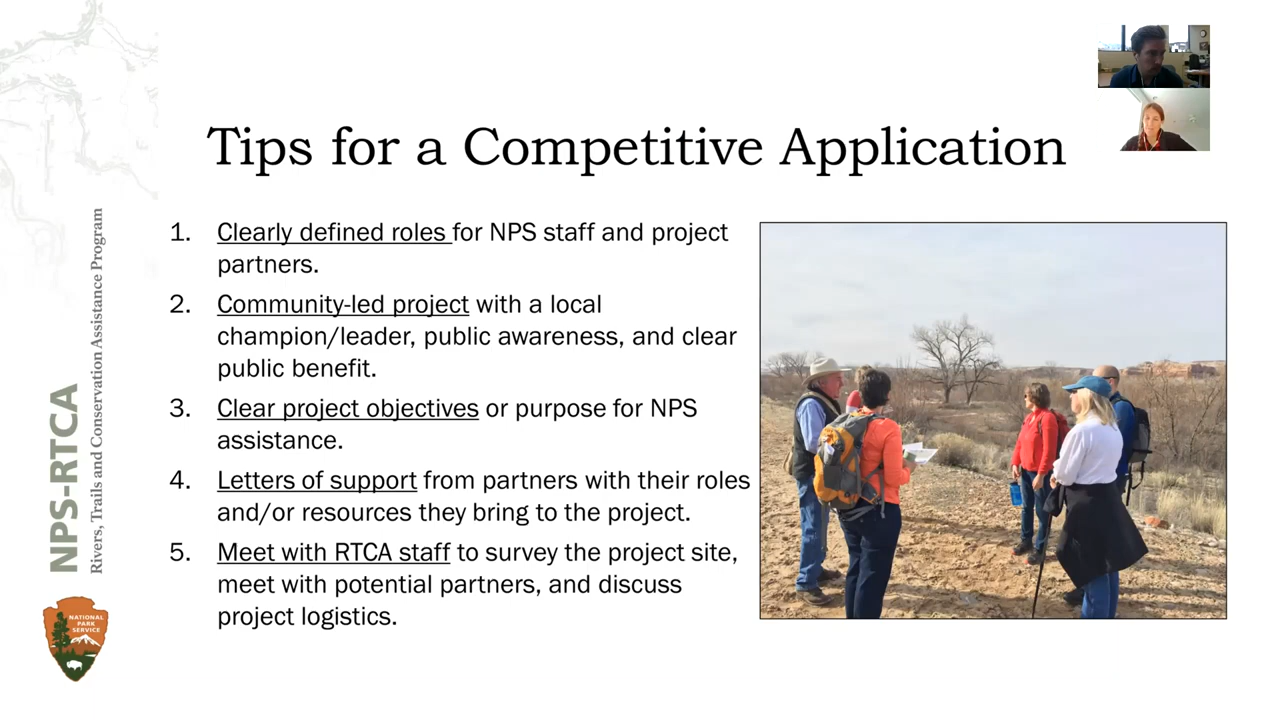 Tips for a Competitive Application
1. Clearly defined roles for NPS staff and project
partners.
2. Community-led project with a local
champion/leader, public awareness, and clear
public benefit.
3. Clear project objectives or purpose for NPS
assistance.
4. Letters of support from partners with their roles
and/or resources they bring to the project.
5. Meet with RTCA staff to survey the project site,
meet with potential partners, and discuss
project logistics.
NPS-RTCA
Rivers, Trails and Conservation Assistance Program
NATIONAL
PARK
SERVICE